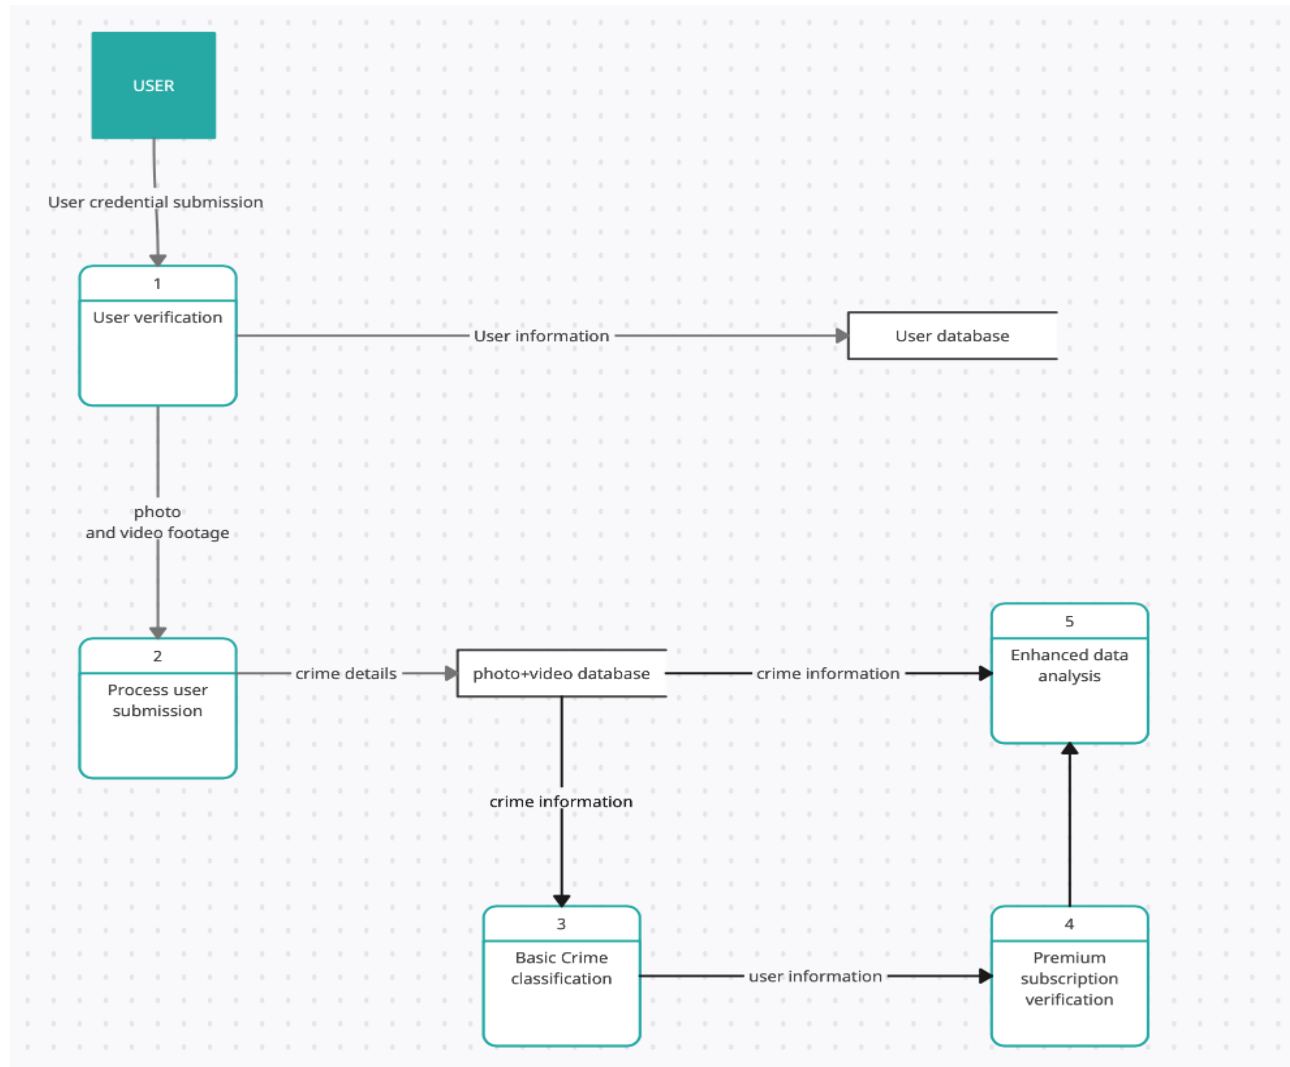 USER
User credential submission
1
User verification
User information
User database
photo
and video footage
2
Process user
submission
crime details
photo+video database
crime information
5
Enhanced data
analysis
crime information
3
Basic Crime
classification
user information
4
Premium
subscription
verification